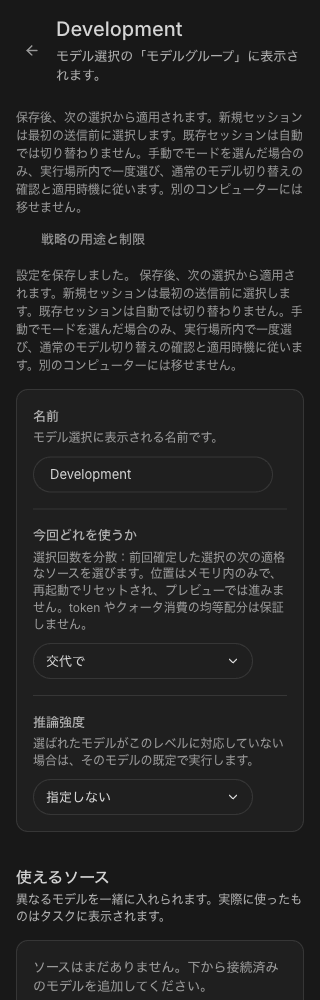 Development
モデル選択の「モデルグループ」に表示さ
れます。
保存後、次の選択から適用されます。新規セッション
は最初の送信前に選択します。既存セッションは自動
では切り替わりません。手動でモードを選んだ場合の
み、実行場所内で一度選び、通常のモデル切り替えの
確認と適用時機に従います。別のコンピューターには
移せません。
戦略の用途と制限
設定を保存しました。 保存後、次の選択から適用さ
れます。新規セッションは最初の送信前に選択しま
す。既存セッションは自動では切り替わりません。手
動でモードを選んだ場合のみ、実行場所内で一度選
び、通常のモデル切り替えの確認と適用時機に従いま
す。別のコンピューターには移せません。
名前
モデル選択に表示される名前です。
Development
今回どれを使うか
選択回数を分散：前回確定した選択の次の適格
なソースを選びます。位置はメモリ内のみで、
再起動でリセットされ、プレビューでは進みま
せん。token やクォータ消費の均等配分は保証
しません。
交代で
推論強度
選ばれたモデルがこのレベルに対応していない
場合は、そのモデルの既定で実行します。
指定しない
使えるソース
異なるモデルを一緒に入れられます。実際に使ったも
のはタスクに表示されます。
ソースはまだありません。下から接続済み
のモデルを追加してください。